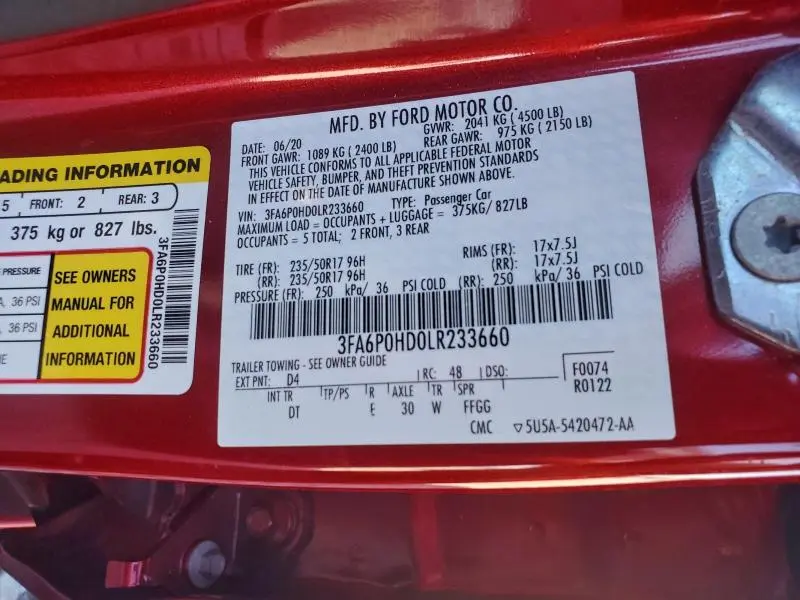 ADING INFORMATION
5 FRONT: 2 REAR: 3
375 kg or 827 lbs.
PRESSURE
36 PSI
36 PSI
SEE OWNERS
MANUAL FOR
ADDITIONAL
INFORMATION
3FA6P0HD0LR233660
MFD. BY FORD MOTOR CO.
DATE: 06/20 GVWR: 2041 KG (4500 LB)
FRONT GAWR: 1089 KG (2400 LB) REAR GAWR: 975 KG (2150 LB)
THIS VEHICLE CONFORMS TO ALL APPLICABLE FEDERAL MOTOR
VEHICLE SAFETY, BUMPER, AND THEFT PREVENTION STANDARDS
IN EFFECT ON THE DATE OF MANUFACTURE SHOWN ABOVE.
VIN: 3FA6P0HD0LR233660 TYPE: Passenger Car
MAXIMUM LOAD = OCCUPANTS + LUGGAGE = 375KG/ 827LB
OCCUPANTS = 5 TOTAL; 2 FRONT, 3 REAR
TIRE (FR): 235/50R17 96H RIMS (FR): 17x7.5J
(RR): 235/50R17 96H (RR): 17x7.5J
PRESSURE (FR): 250 kPa/ 36 PSI COLD (RR): 250 kPa/ 36 PSI COLD
3FA6P0HD0LR233660
TRAILER TOWING - SEE OWNER GUIDE
EXT PNT: D4 RC: 48 DSO: F0074
R0122
INT TR TP/PS R AXLE TR SPR
DT E 30 W FFGG
CMC ▽5U5A-5420472-AA